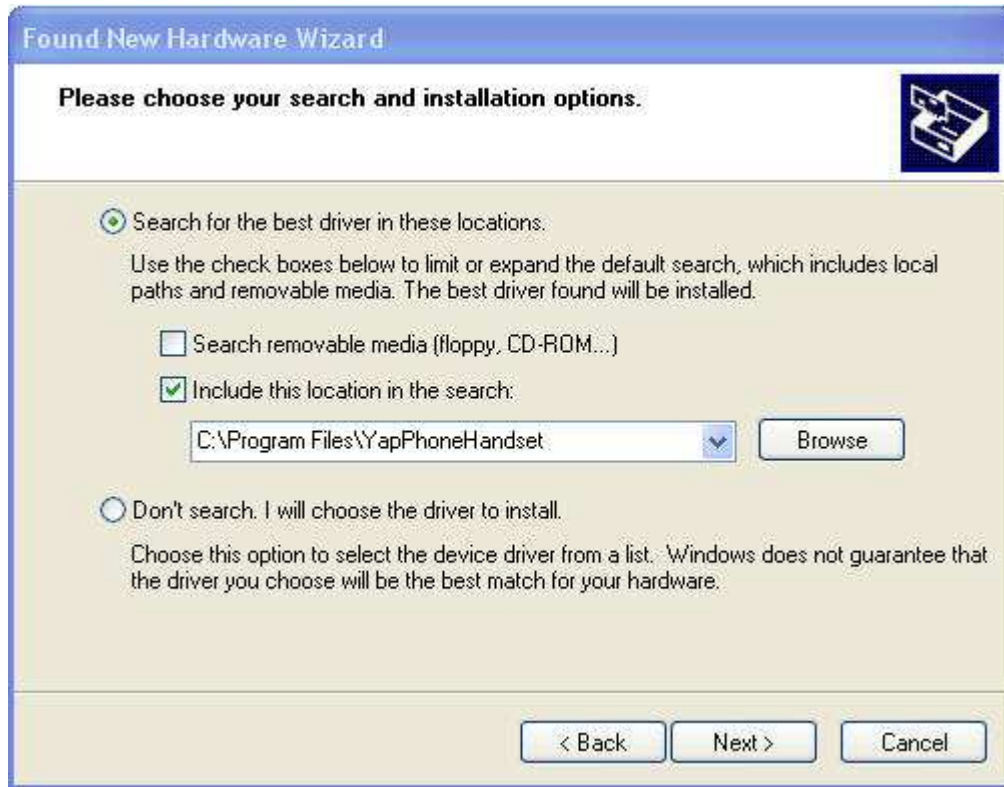 Found New Hardware Wizard
Please choose your search and installation options.
Search for the best driver in these locations.
Use the check boxes below to limit or expand the default search, which includes local
paths and removable media. The best driver found will be installed.
Search removable media (floppy, CD-ROM...)
Include this location in the search:
C:\Program Files\YapPhoneHandset
Browse
Don't search. I will choose the driver to install.
Choose this option to select the device driver from a list. Windows does not guarantee that
the driver you choose will be the best match for your hardware.
< Back Next > Cancel